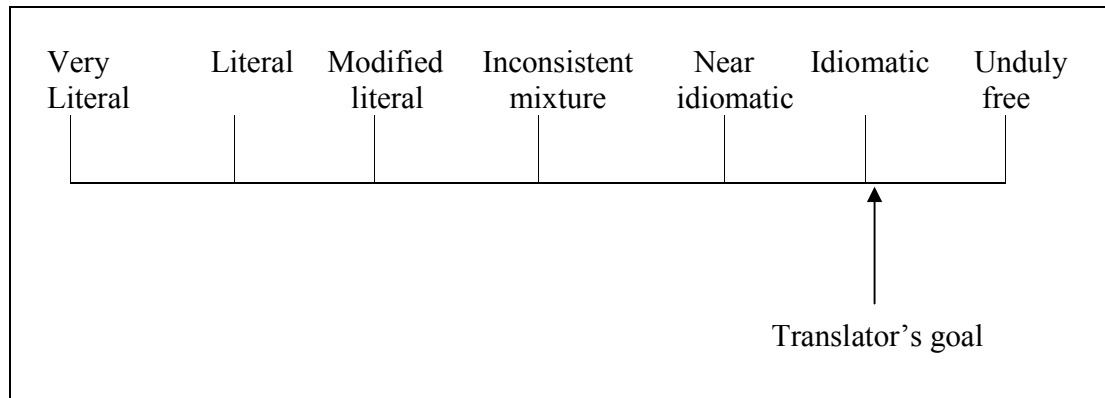 Very Literal Modified Inconsistent Near Idiomatic Unduly
Literal literal mixture idiomatic free
Translator’s goal